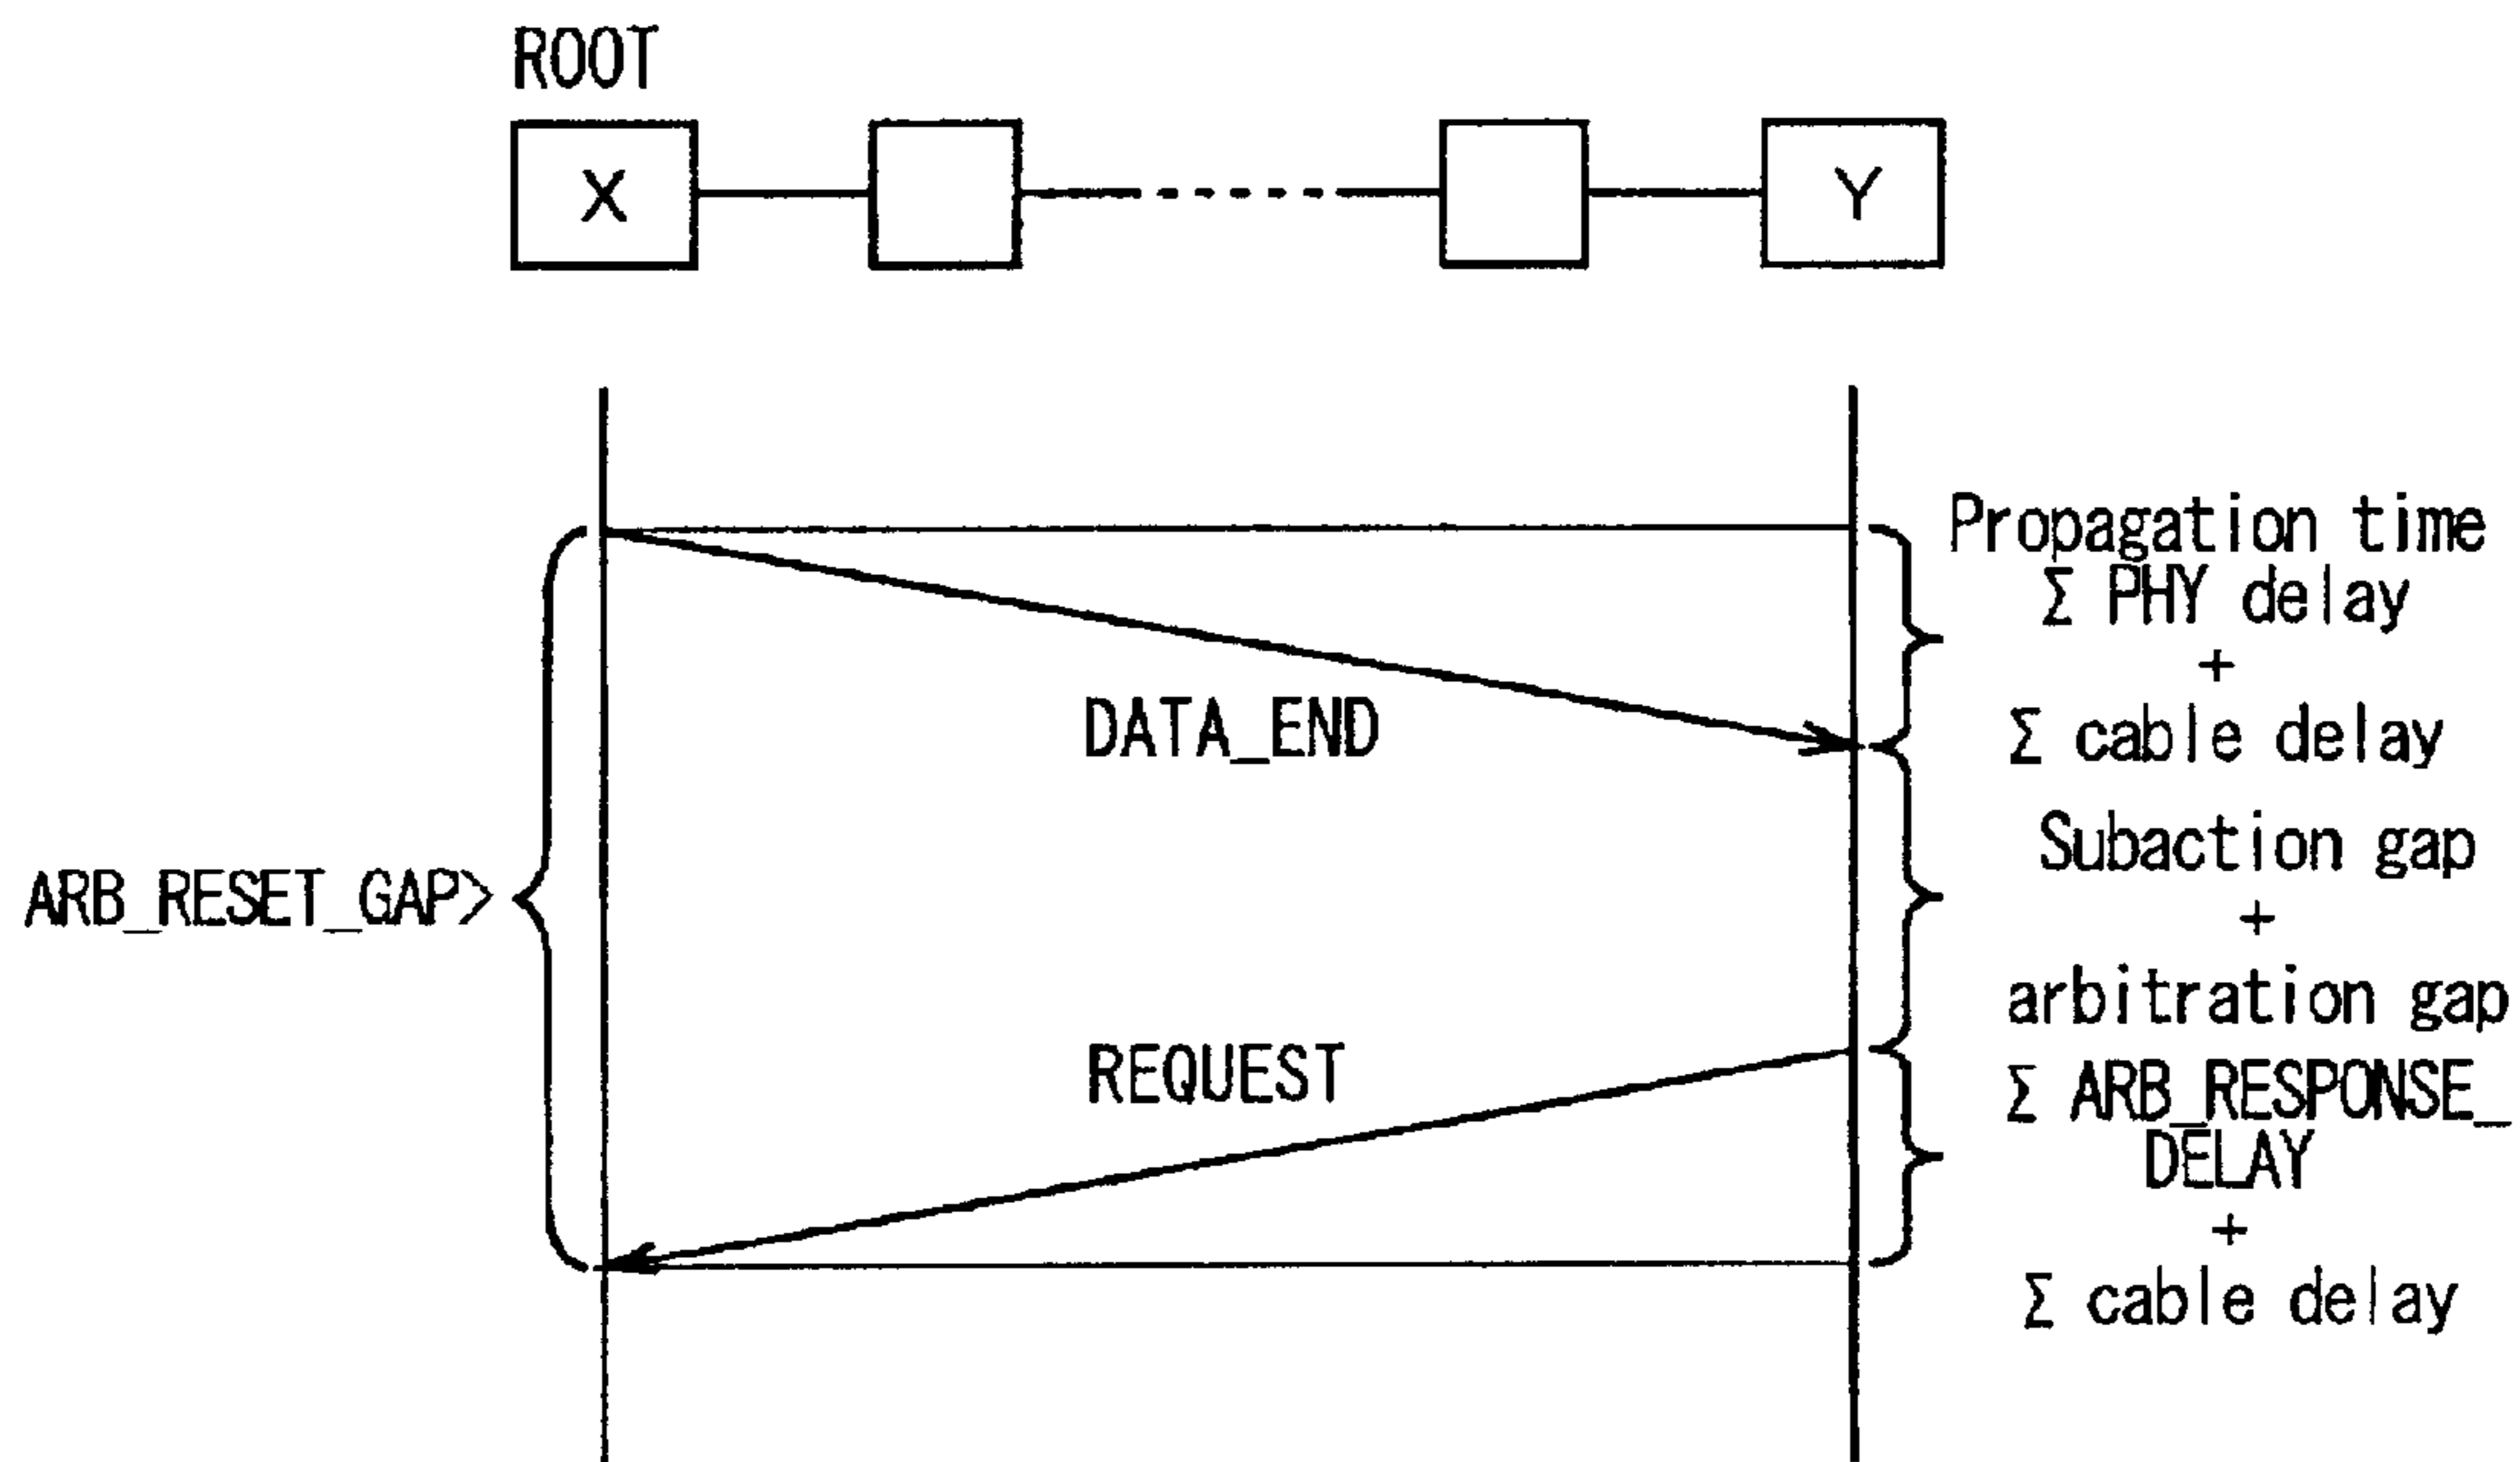 ROOT
X
Y
Propagation time
Σ PHY delay
+
Σ cable delay
DATA_END
Subaction gap
+
arbitration gap
ARB_RESET_GAP>
REQUEST
Σ ARB_RESPONSE_
DELAY
+
Σ cable delay